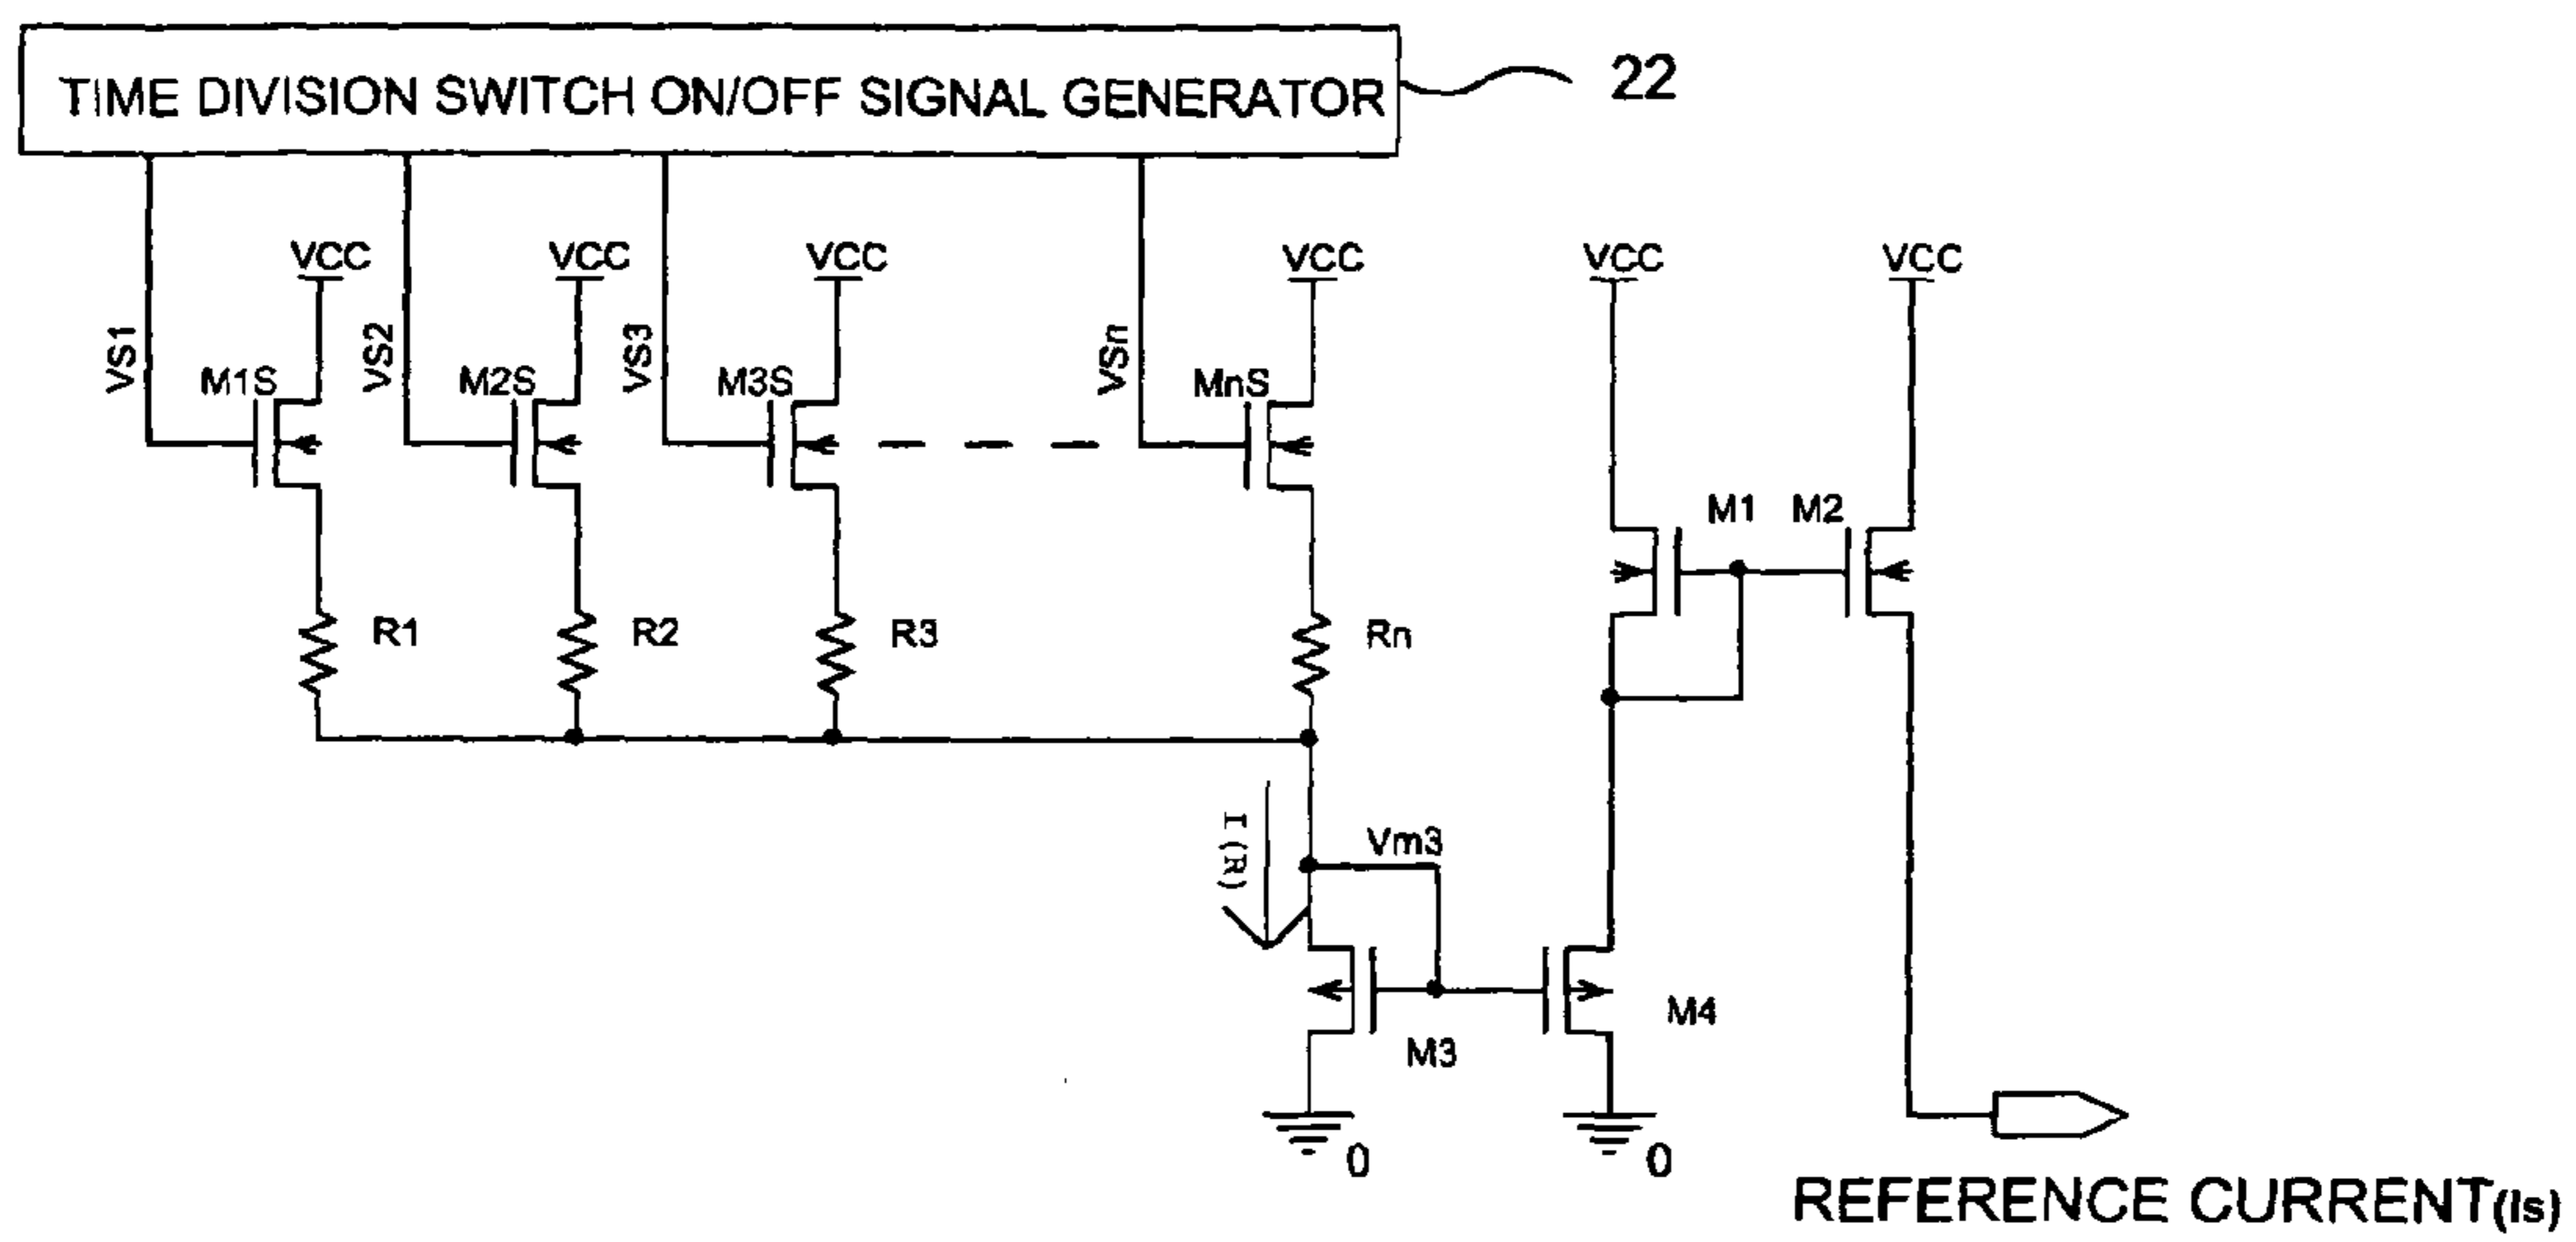 TIME DIVISION SWITCH ON/OFF SIGNAL GENERATOR
22
VCC
VCC
VCC
VCC
VCC
VCC
VS1
VS2
VS3
VSn
M1S
M2S
M3S
MnS
M1
M2
R1
R2
R3
Rn
I(R)
Vm3
M3
M4
0
0
REFERENCE CURRENT(Is)